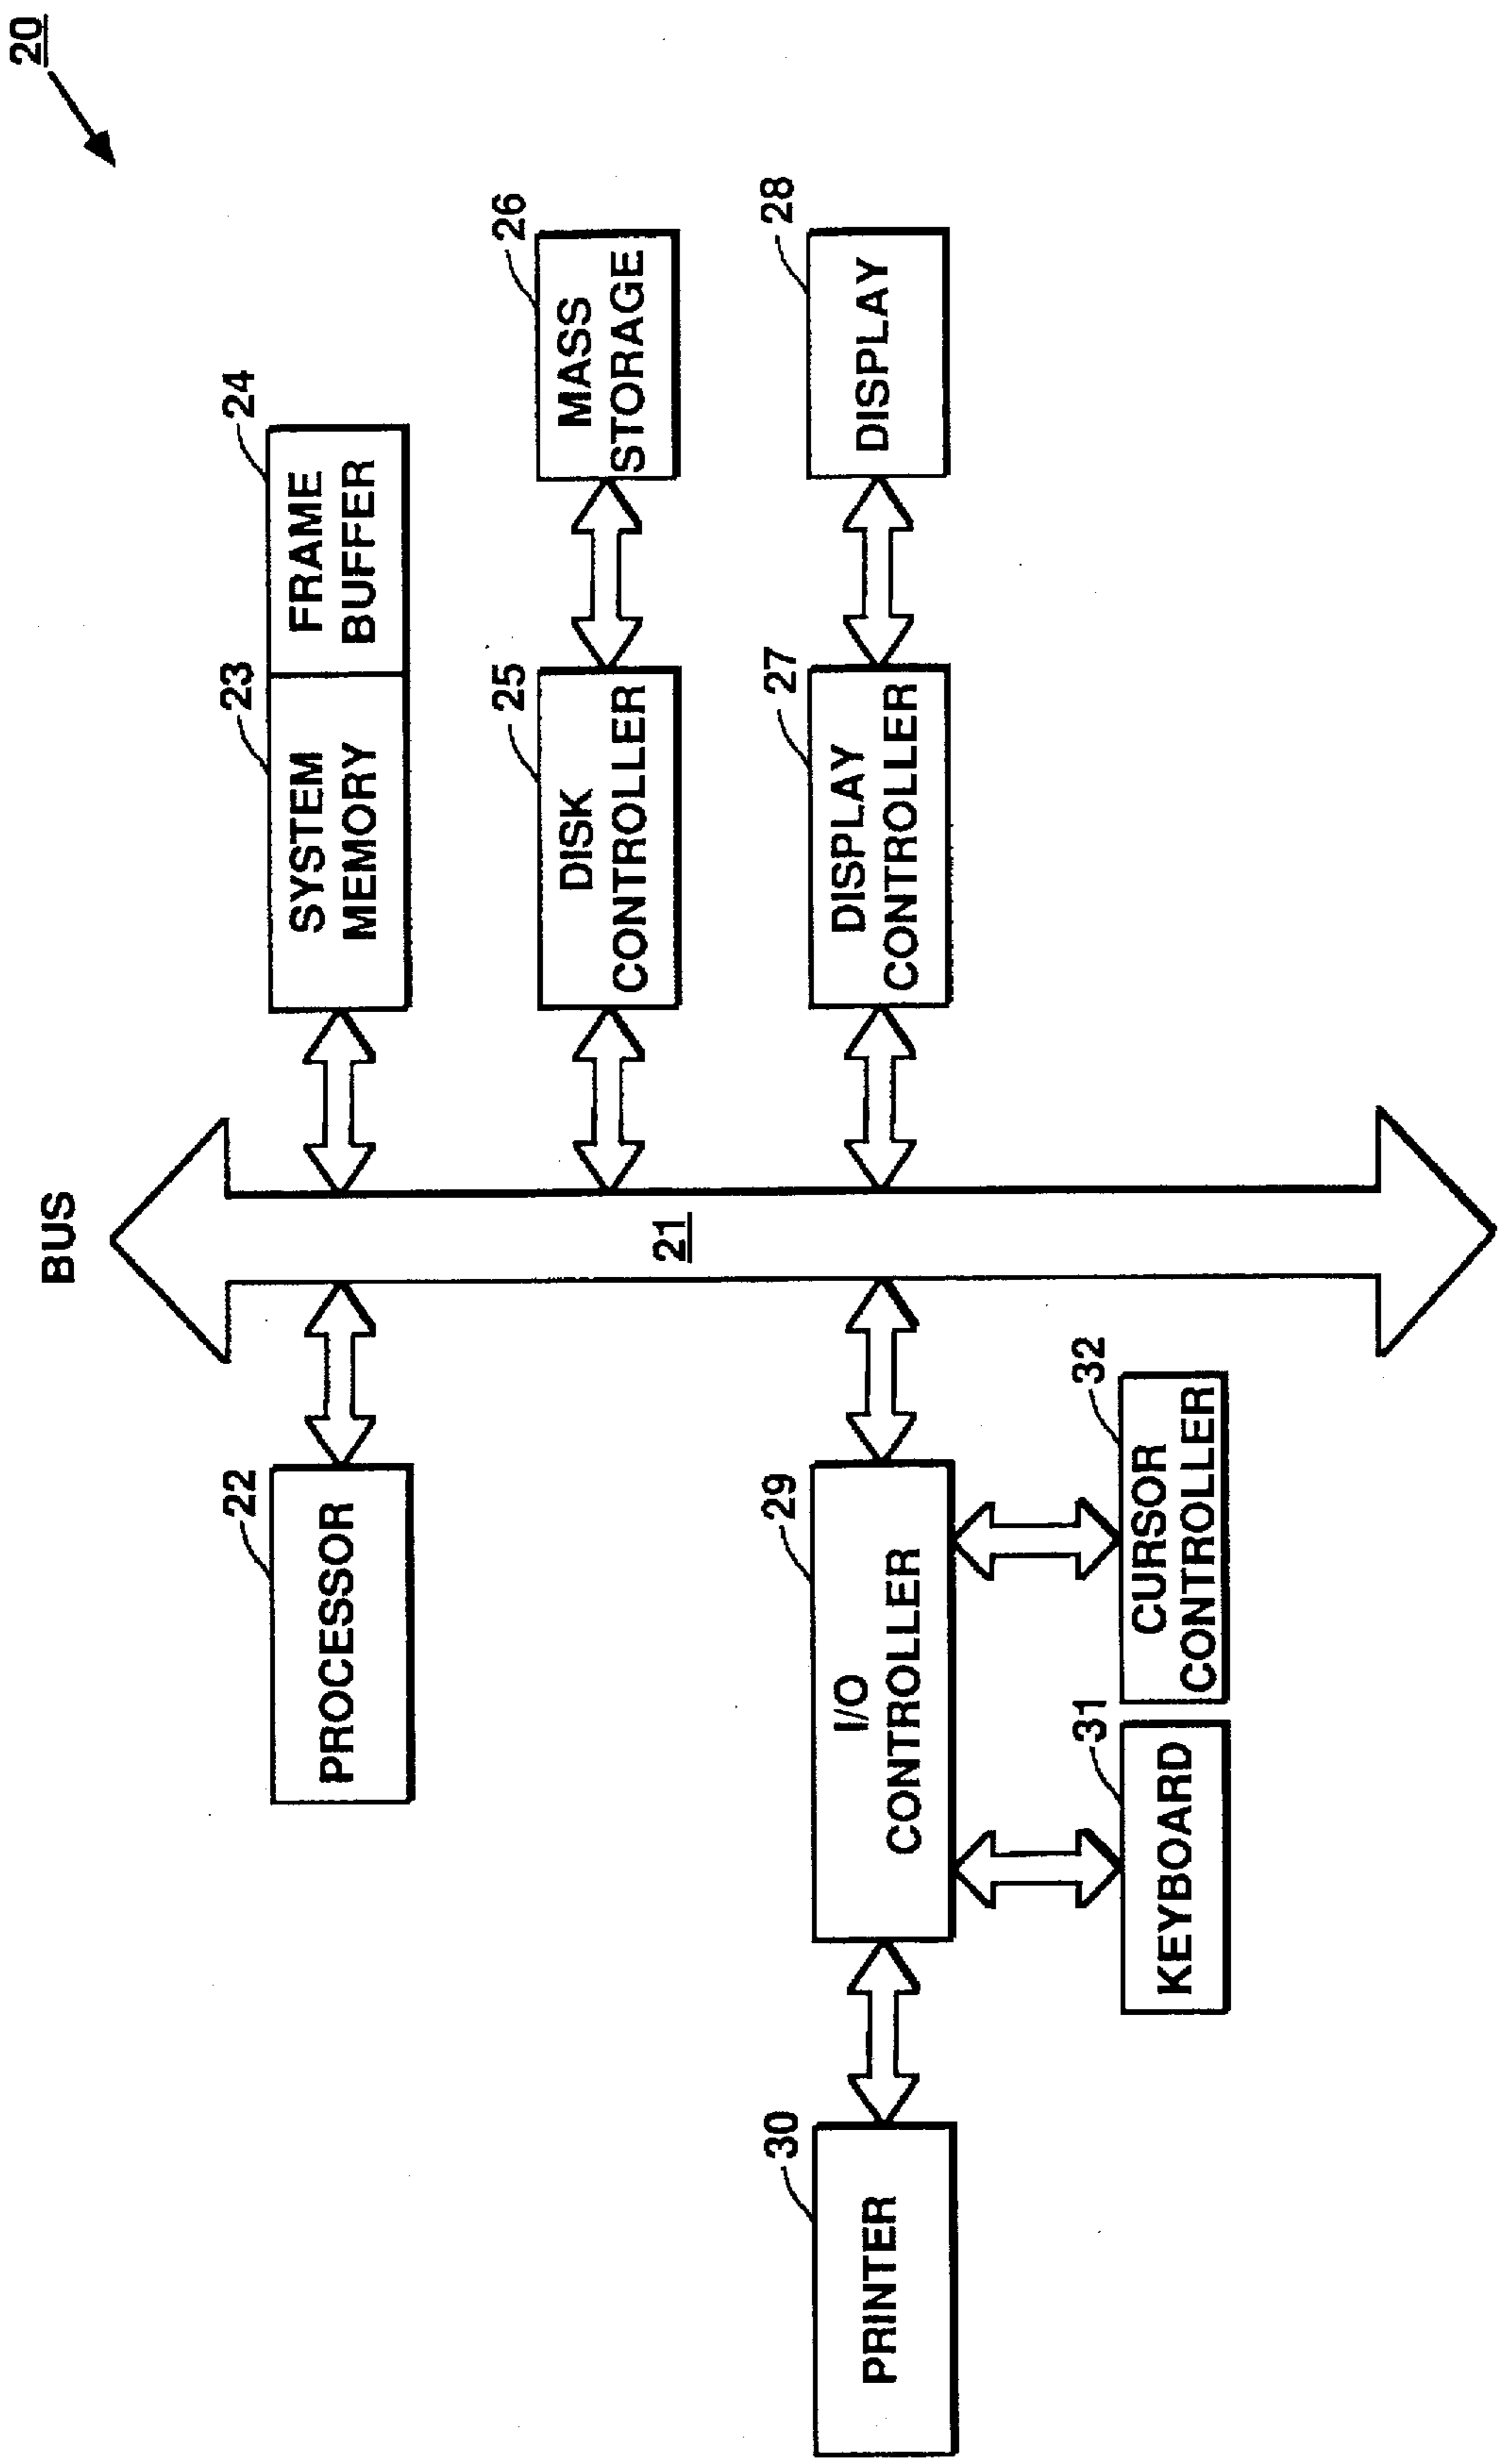 20
BUS
22
PROCESSOR
23
SYSTEM
MEMORY
24
FRAME
BUFFER
21
25
DISK
CONTROLLER
26
MASS
STORAGE
30
PRINTER
29
I/O
CONTROLLER
27
DISPLAY
CONTROLLER
28
DISPLAY
31
KEYBOARD
32
CURSOR
CONTROLLER